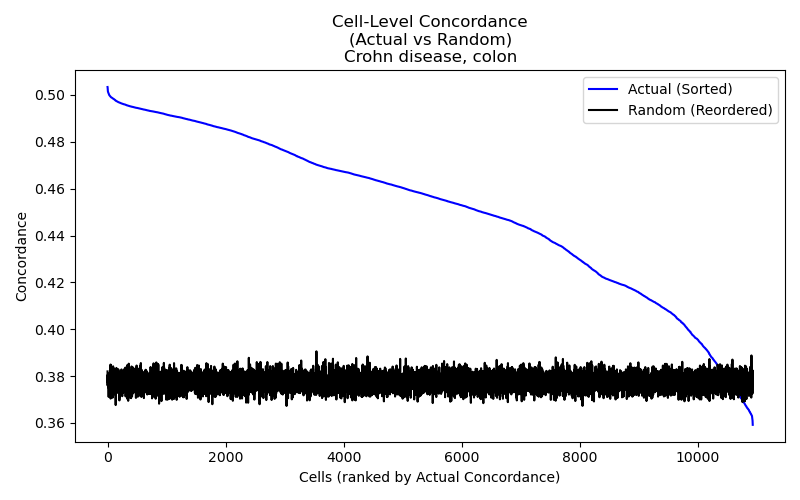 Cell-Level Concordance
(Actual vs Random)
Crohn disease, colon
Actual (Sorted)
Random (Reordered)
0.50
0.48
0.46
0.44
0.42
0.40
0.38
0.36
Concordance
0 2000 4000 6000 8000 10000
Cells (ranked by Actual Concordance)